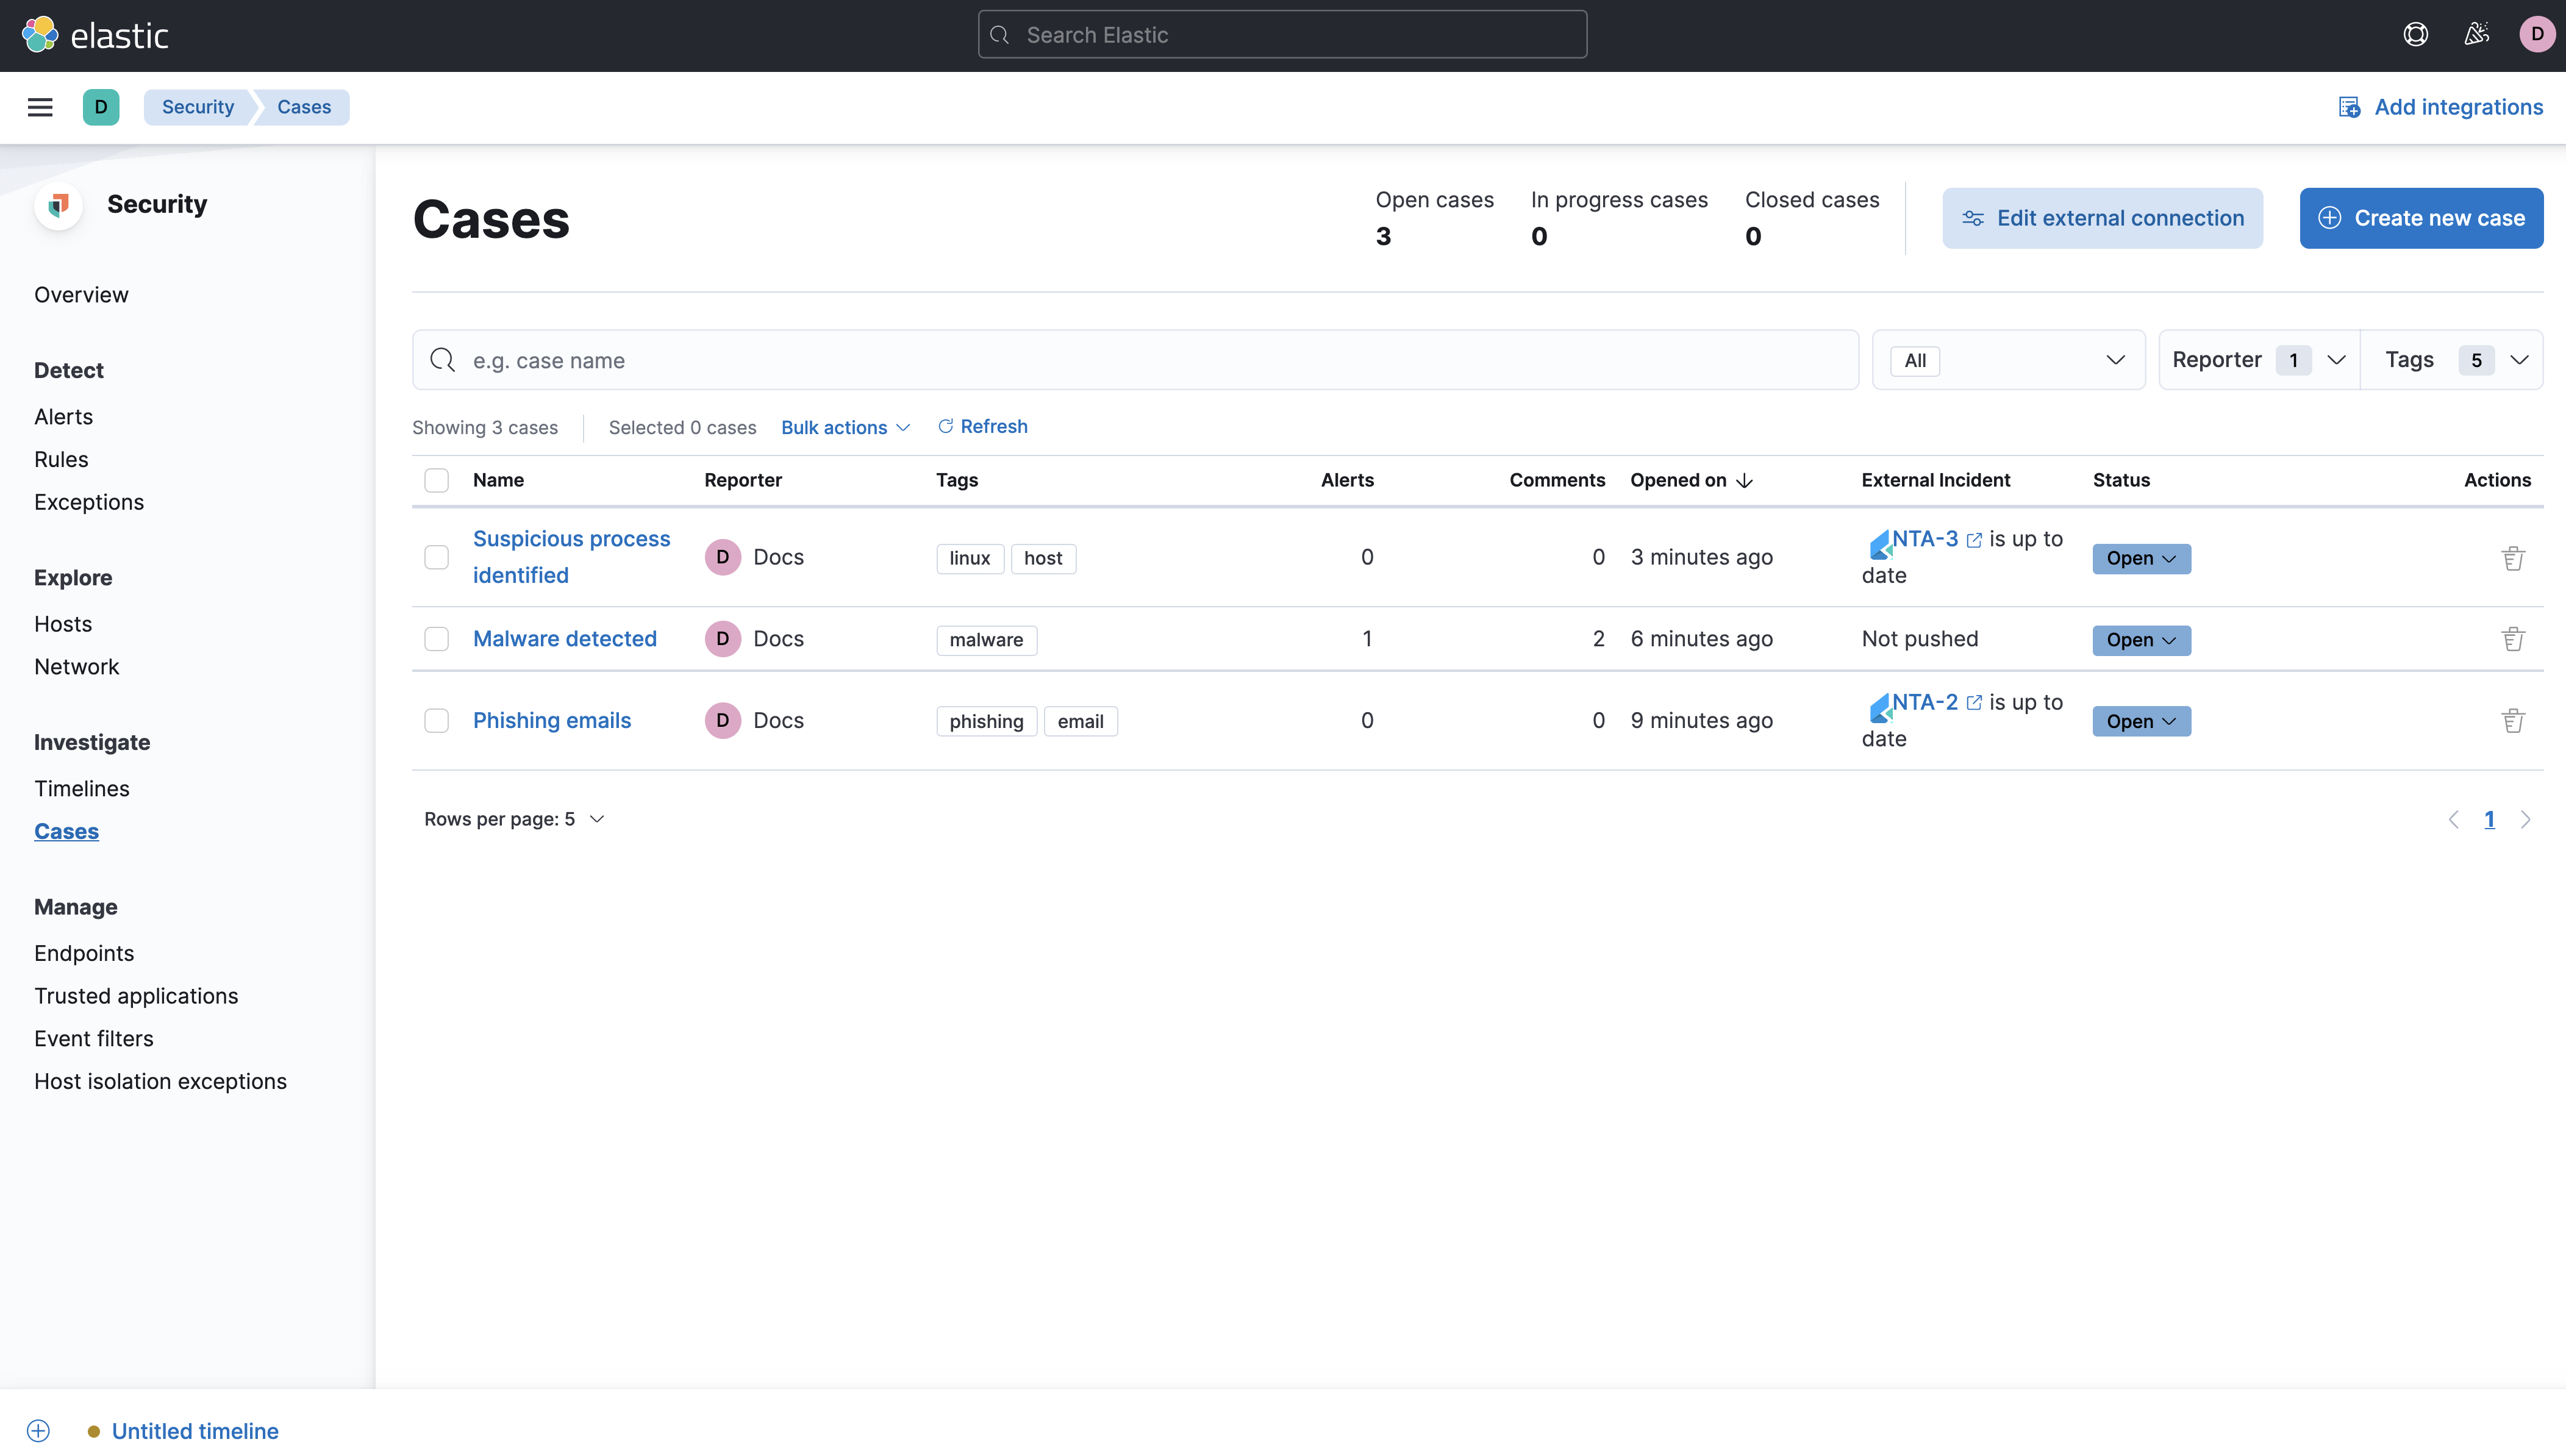 elastic
Search Elastic
D
D
Security
Cases
Add integrations
Security
Overview
Detect
Alerts
Rules
Exceptions
Explore
Hosts
Network
Investigate
Timelines
Cases
Manage
Endpoints
Trusted applications
Event filters
Host isolation exceptions
Cases
Open cases
3
In progress cases
0
Closed cases
0
Edit external connection
Create new case
e.g. case name
All
Reporter 1
Tags 5
Showing 3 cases
Selected 0 cases
Bulk actions
Refresh
Name Reporter Tags Alerts Comments Opened on External Incident Status Actions
Suspicious process
identified
D Docs
linux host
0
0
3 minutes ago
NTA-3 is up to
date
Open
Malware detected
D Docs
malware
1
2
6 minutes ago
Not pushed
Open
Phishing emails
D Docs
phishing email
0
0
9 minutes ago
NTA-2 is up to
date
Open
Rows per page: 5
1
Untitled timeline